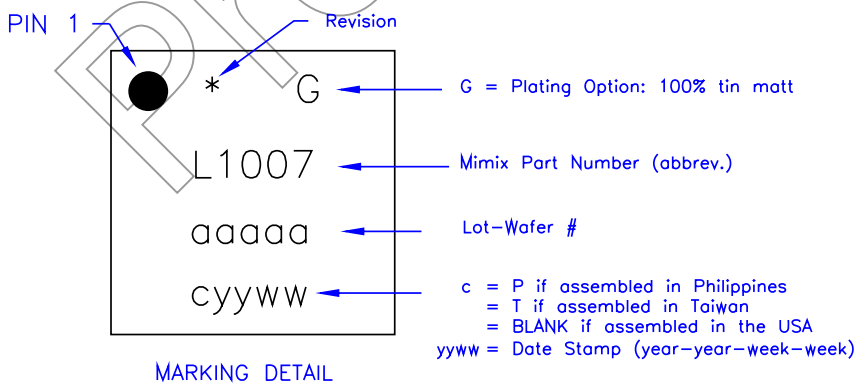 PIN 1
Revision
* G
G = Plating Option: 100% tin matt
L1007
Mimix Part Number (abbrev.)
aaaaa
Lot-Wafer #
cyyww
c = P if assembled in Philippines
= T if assembled in Taiwan
= BLANK if assembled in the USA
yyww = Date Stamp (year-year-week-week)
MARKING DETAIL